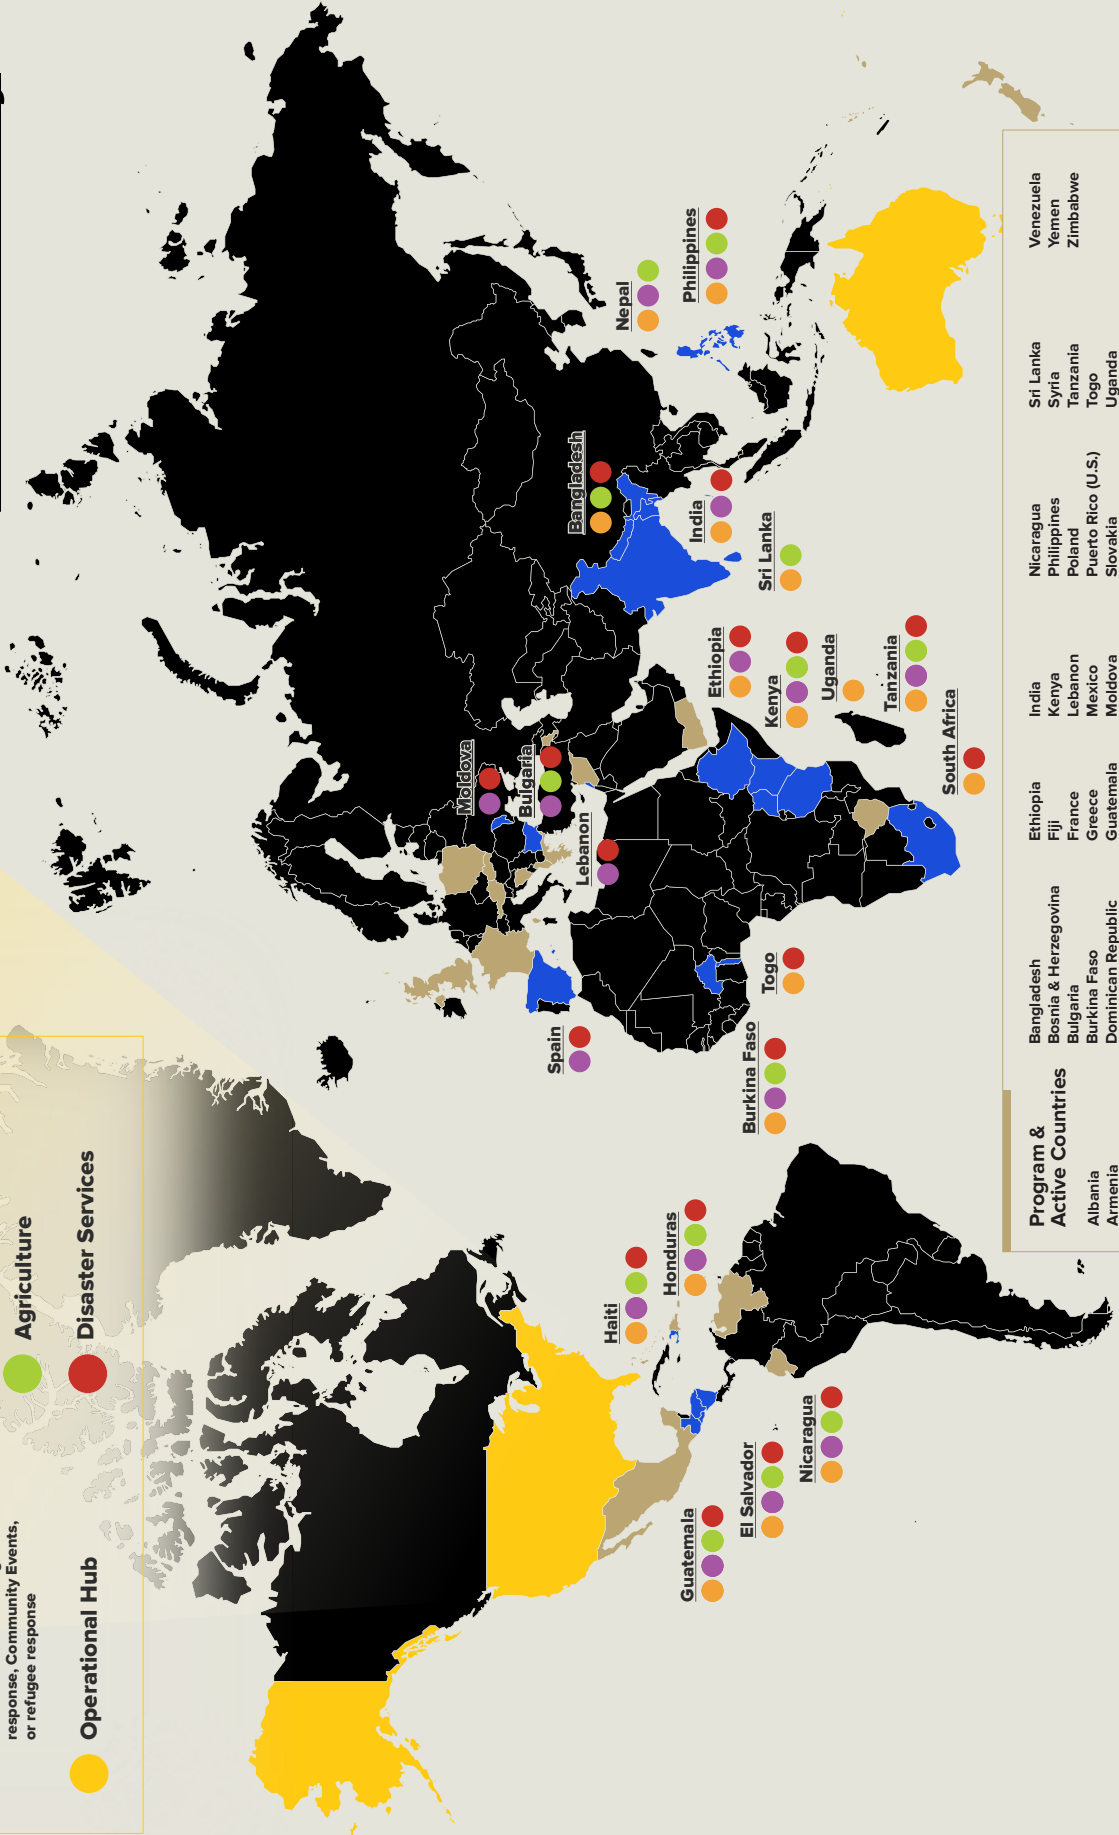 response, Community Events,
or refugee response
Operational Hub
Agriculture
Disaster Services
Moldova
Bulgaria
Lebanon
Spain
Bangladesh
Nepal
Philippines
India
Sri Lanka
Ethiopia
Kenya
Uganda
Tanzania
South Africa
Togo
Burkina Faso
Haiti
Honduras
Guatemala
El Salvador
Nicaragua
Program &
Active Countries
Albania
Armenia
Bangladesh
Bosnia & Herzegovina
Bulgaria
Burkina Faso
Dominican Republic
Ethiopia
Fiji
France
Greece
Guatemala
India
Kenya
Lebanon
Mexico
Moldova
Nicaragua
Philippines
Poland
Puerto Rico (U.S.)
Slovakia
Sri Lanka
Syria
Tanzania
Togo
Uganda
Venezuela
Yemen
Zimbabwe